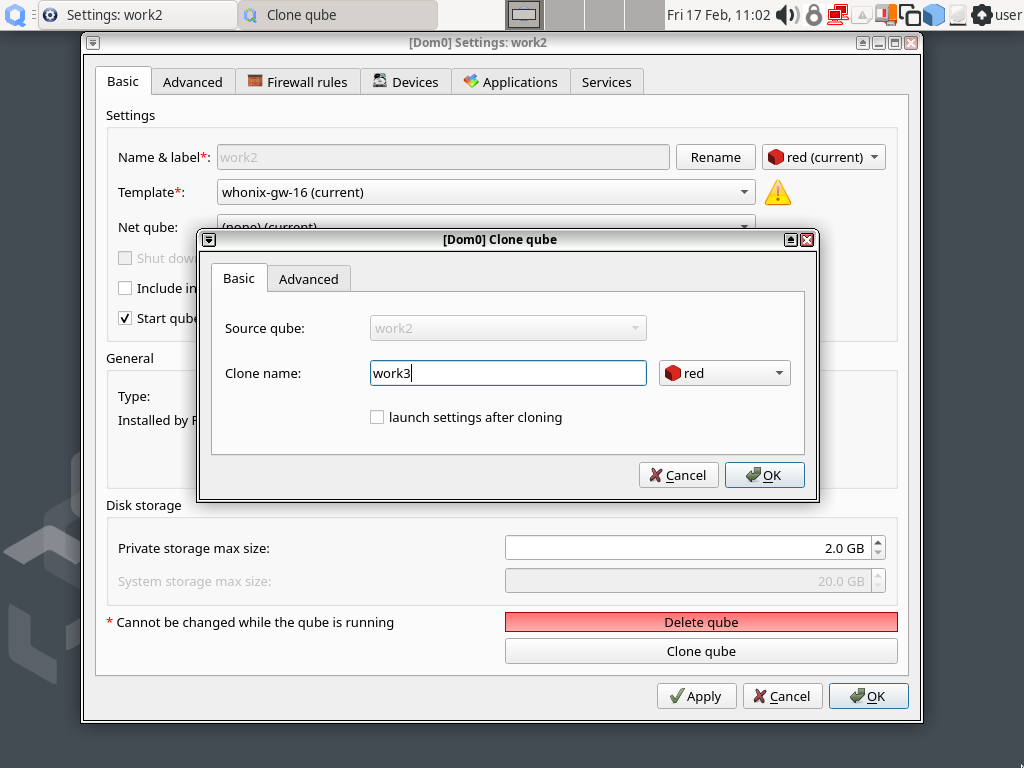 Settings: work2
Clone qube
Fri 17 Feb, 11:02
user
[Dom0] Settings: work2
Basic
Advanced
Firewall rules
Devices
Applications
Services
Settings
Name & label*:
work2
Rename
red (current)
Template*:
whonix-gw-16 (current)
Net qube:
(none) (current)
Shut dow
Include in
Start qube
[Dom0] Clone qube
Basic
Advanced
Source qube:
work2
Clone name:
work3
red
launch settings after cloning
Cancel
OK
General
Type:
Installed by R
Disk storage
Private storage max size:
2.0 GB
System storage max size:
20.0 GB
* Cannot be changed while the qube is running
Delete qube
Clone qube
Apply
Cancel
OK